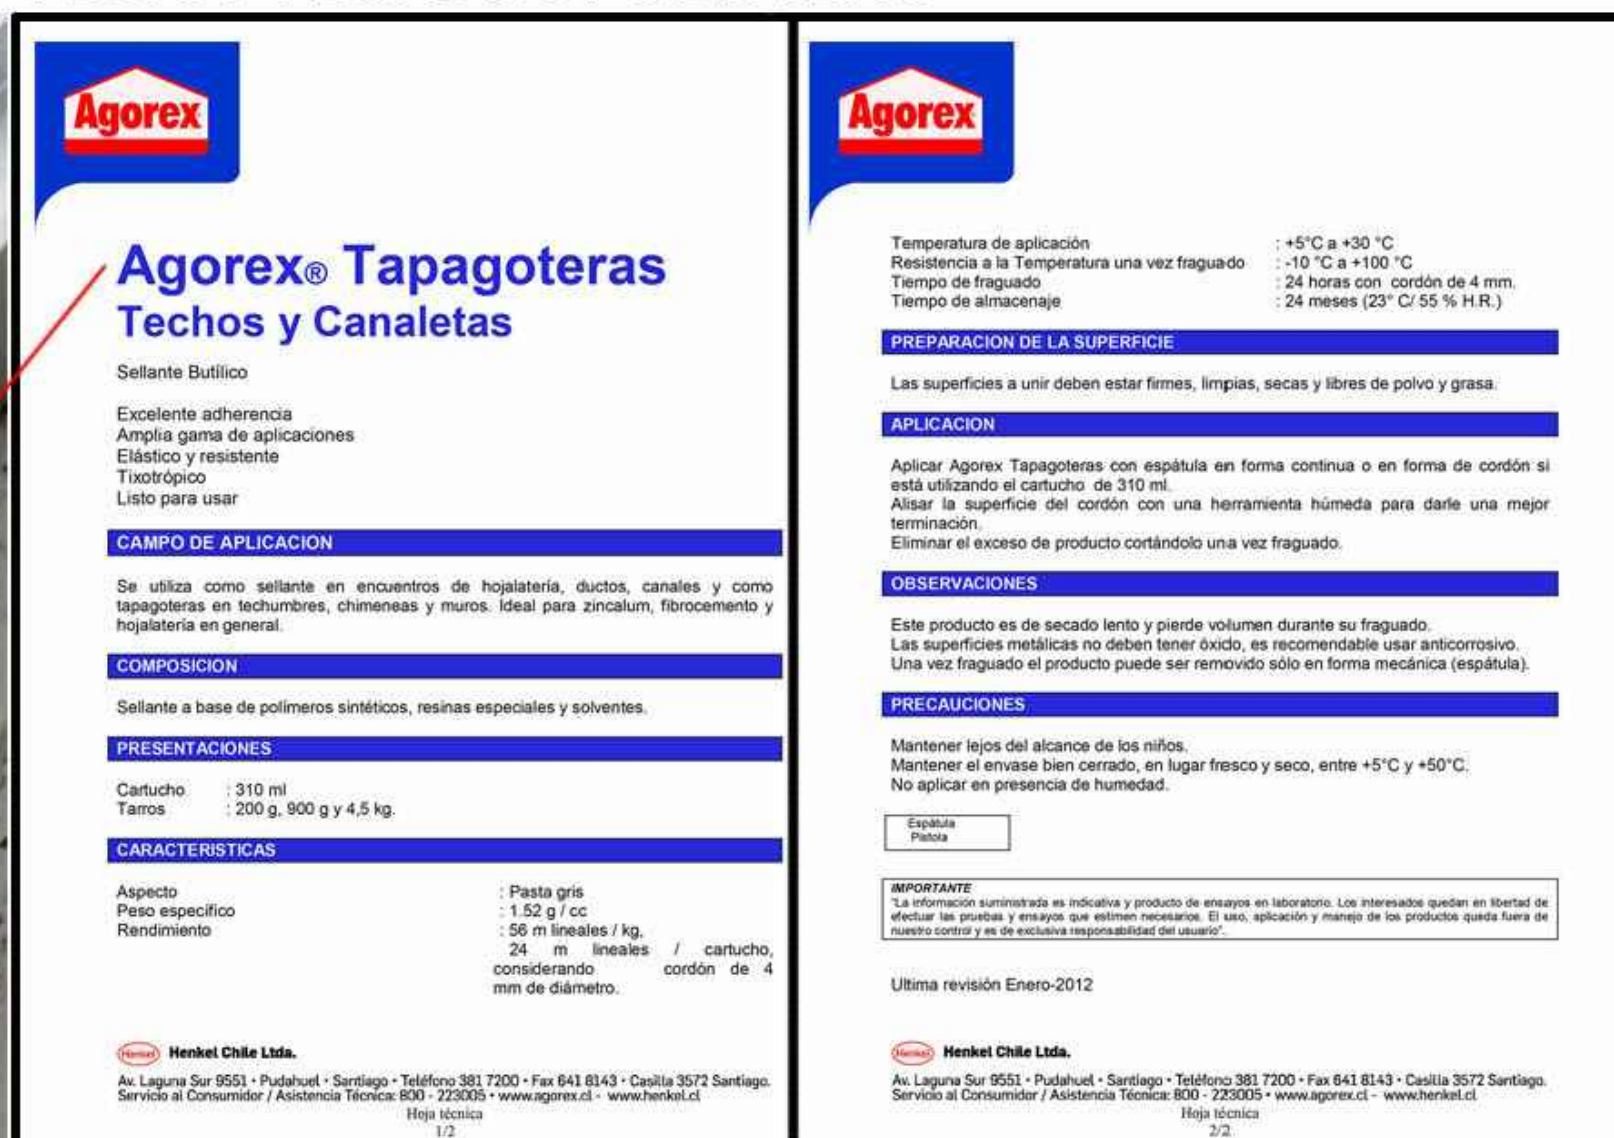 Agorex
Agorex® Tapagoteras
Techos y Canaletas
Sellante Butílico
Excelente adherencia
Amplia gama de aplicaciones
Elástico y resistente
Tixotrópico
Listo para usar
CAMPO DE APLICACION
Se utiliza como sellante en encuentros de hojalatería, ductos, canales y como
tapagoteras en techumbres, chimeneas y muros. Ideal para zincalum, fibrocemento y
hojalatería en general.
COMPOSICION
Sellante a base de polímeros sintéticos, resinas especiales y solventes.
PRESENTACIONES
Cartucho : 310 ml
Tarros : 200 g, 900 g y 4,5 kg.
CARACTERISTICAS
Aspecto : Pasta gris
Peso específico : 1.52 g / cc
Rendimiento : 56 m lineales / kg,
24 m lineales / cartucho,
considerando cordón de 4
mm de diámetro.
Henkel Henkel Chile Ltda.
Av. Laguna Sur 9551 • Pudahuel • Santiago • Teléfono 381 7200 • Fax 641 8143 • Casilla 3572 Santiago.
Servicio al Consumidor / Asistencia Técnica: 800 - 223005 • www.agorex.cl - www.henkel.cl
Hoja técnica
1/2
Agorex
Temperatura de aplicación : +5°C a +30 °C
Resistencia a la Temperatura una vez fraguado : -10 °C a +100 °C
Tiempo de fraguado : 24 horas con cordón de 4 mm.
Tiempo de almacenaje : 24 meses (23° C/ 55 % H.R.)
PREPARACION DE LA SUPERFICIE
Las superficies a unir deben estar firmes, limpias, secas y libres de polvo y grasa.
APLICACION
Aplicar Agorex Tapagoteras con espátula en forma continua o en forma de cordón si
está utilizando el cartucho de 310 ml.
Alisar la superficie del cordón con una herramienta húmeda para darle una mejor
terminación.
Eliminar el exceso de producto cortándolo una vez fraguado.
OBSERVACIONES
Este producto es de secado lento y pierde volumen durante su fraguado.
Las superficies metálicas no deben tener óxido, es recomendable usar anticorrosivo.
Una vez fraguado el producto puede ser removido sólo en forma mecánica (espátula).
PRECAUCIONES
Mantener lejos del alcance de los niños.
Mantener el envase bien cerrado, en lugar fresco y seco, entre +5°C y +50°C.
No aplicar en presencia de humedad.
Espátula
Pistola
IMPORTANTE
"La información suministrada es indicativa y producto de ensayos en laboratorio. Los interesados quedan en libertad de
efectuar las pruebas y ensayos que estimen necesarios. El uso, aplicación y manejo de los productos queda fuera de
nuestro control y es de exclusiva responsabilidad del usuario".
Ultima revisión Enero-2012
Henkel Henkel Chile Ltda.
Av. Laguna Sur 9551 • Pudahuel • Santiago • Teléfono 381 7200 • Fax 641 8143 • Casilla 3572 Santiago.
Servicio al Consumidor / Asistencia Técnica: 800 - 223005 • www.agorex.cl - www.henkel.cl
Hoja técnica
2/2